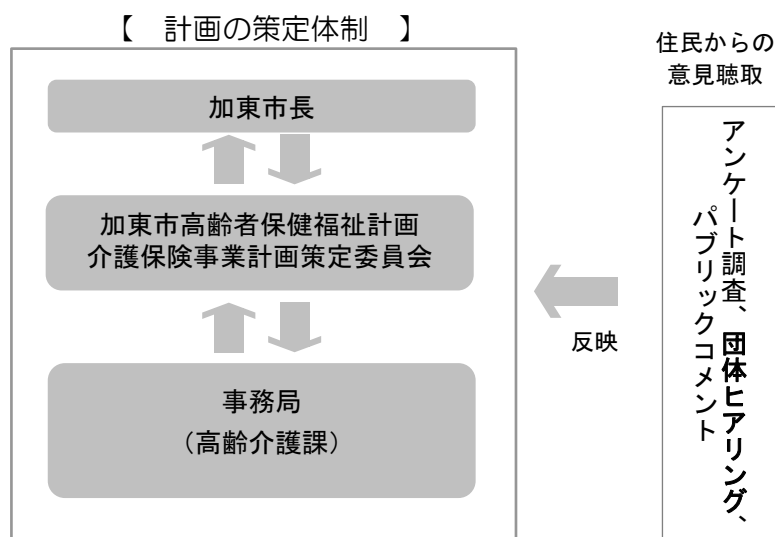 【　計画の策定体制　】
加東市長
加東市高齢者保健福祉計画
介護保険事業計画策定委員会
事務局
（高齢介護課）
反映
住民からの
意見聴取
アンケート調査、団体ヒアリング、
パブリックコメント